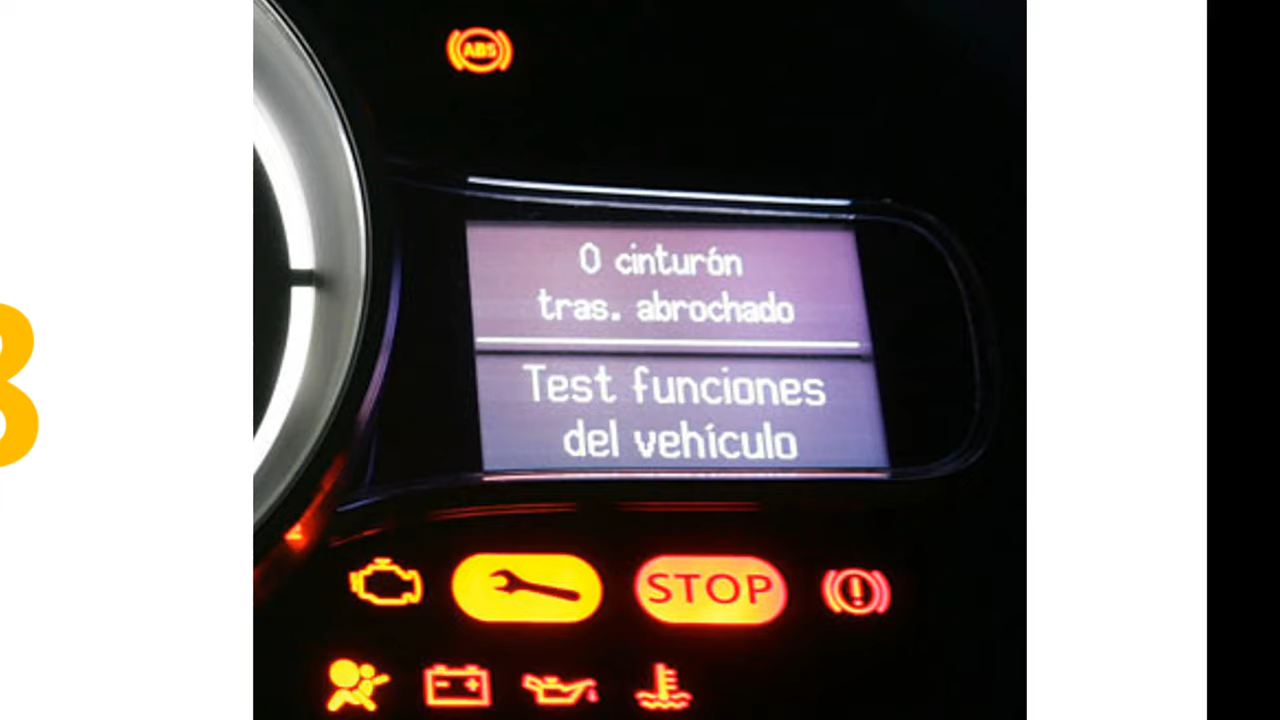 ABS
0 cinturón
tras. abrochado
Test funciones
del vehículo
STOP